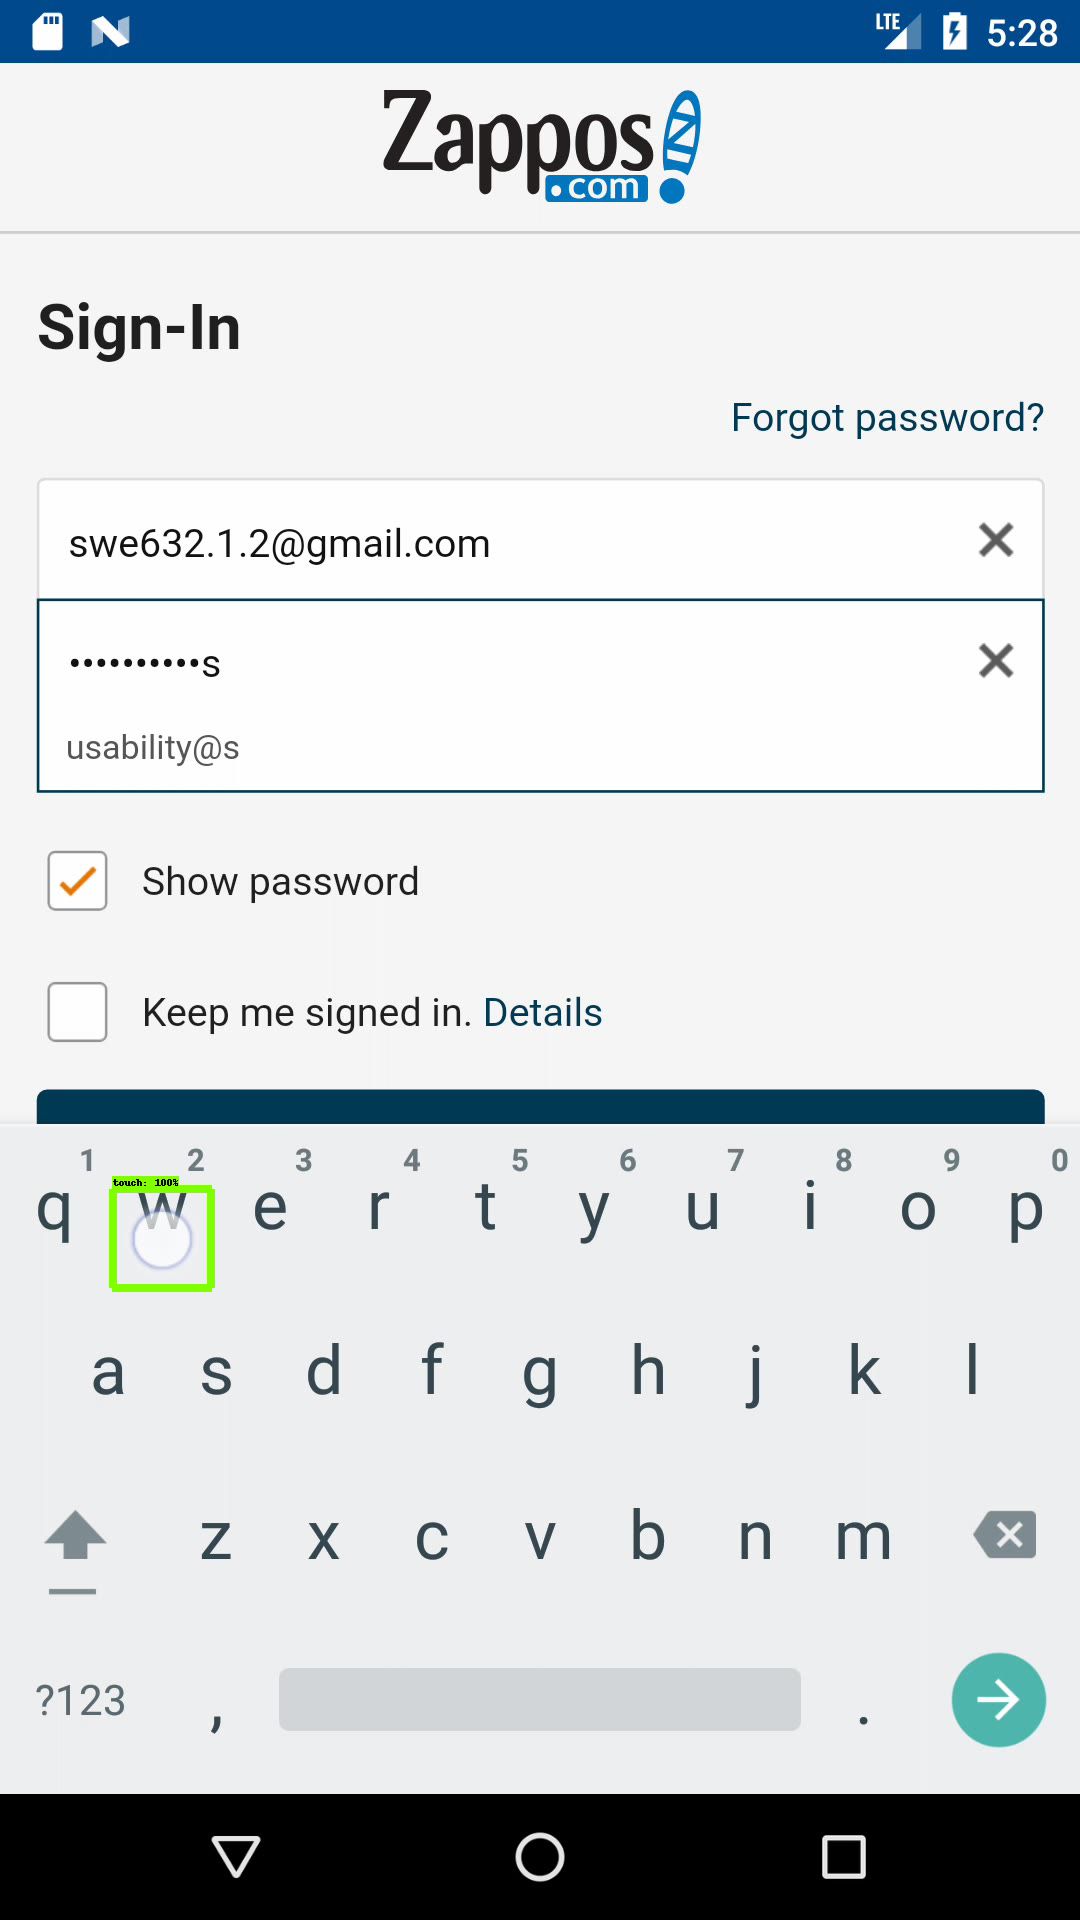 LTE 5:28
Zappos
.com
Sign-In
Forgot password?
swe632.1.2@gmail.com
••••••••••s
usability@s
Show password
Keep me signed in. Details
1 2 3 4 5 6 7 8 9 0
touch: 100%
q w e r t y u i o p
a s d f g h j k l
z x c v b n m
?123 , .